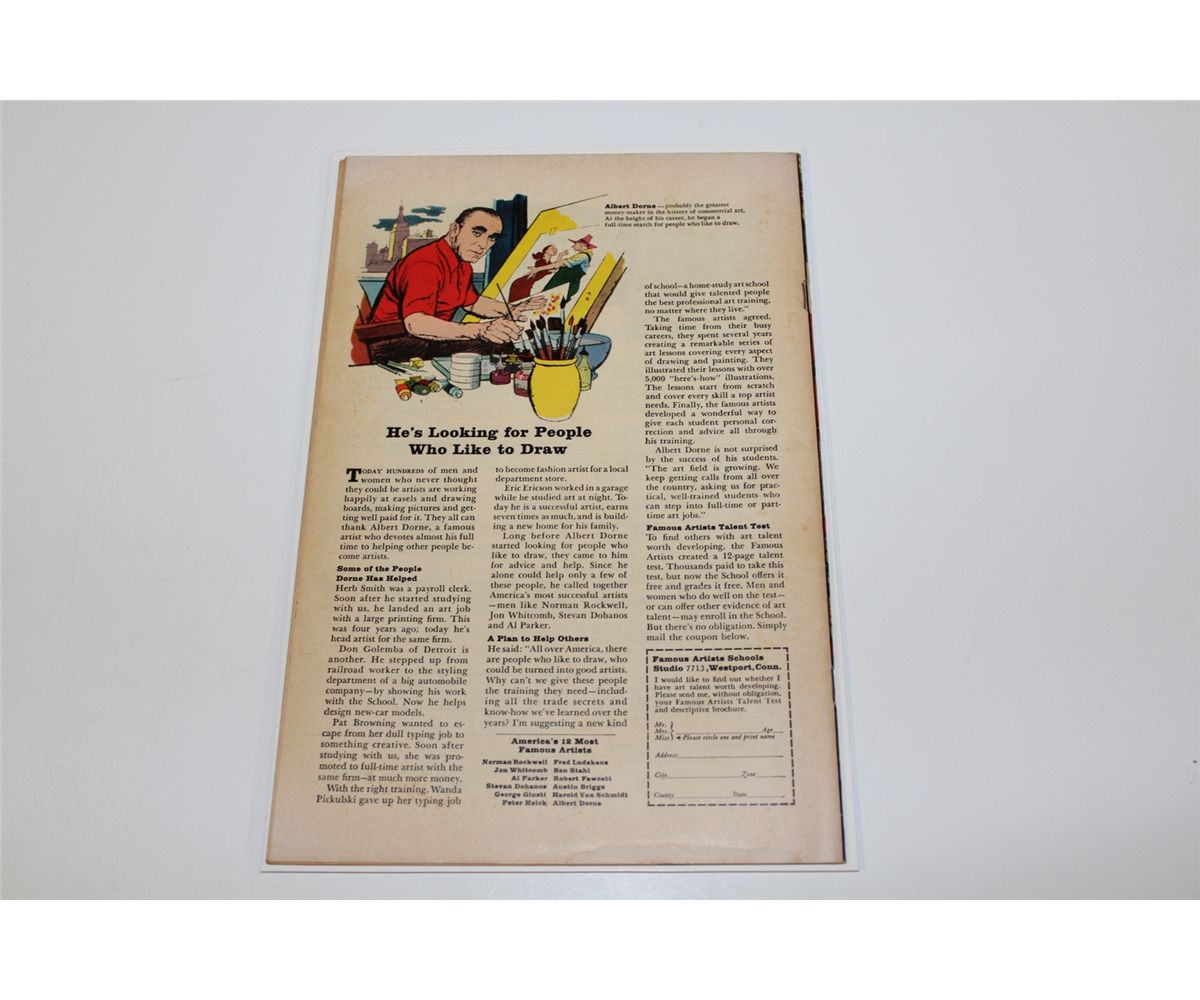 Albert Dorne—probably the greatest
money-maker in the history of commercial art.
At the height of his career, he began a
full-time search for people who like to draw.
He's Looking for People
Who Like to Draw
TODAY HUNDREDS of men and
women who never thought
they could be artists are working
happily at easels and drawing
boards, making pictures and get-
ting well paid for it. They all can
thank Albert Dorne, a famous
artist who devotes almost his full
time to helping other people be-
come artists.
Some of the People
Dorne Has Helped
Herb Smith was a payroll clerk.
Soon after he started studying
with us, he landed an art job
with a large printing firm. This
was four years ago; today he's
head artist for the same firm.
Don Golemba of Detroit is
another. He stepped up from
railroad worker to the styling
department of a big automobile
company—by showing his work
with the School. Now he helps
design new-car models.
Pat Browning wanted to es-
cape from her dull typing job to
something creative. Soon after
studying with us, she was pro-
moted to full-time artist with the
same firm—at much more money.
With the right training, Wanda
Pickulski gave up her typing job
to become fashion artist for a local
department store.
Eric Ericson worked in a garage
while he studied art at night. To-
day he is a successful artist, earns
seven times as much, and is build-
ing a new home for his family.
Long before Albert Dorne
started looking for people who
like to draw, they came to him
for advice and help. Since he
alone could help only a few of
these people, he called together
America's most successful artists
—men like Norman Rockwell,
Jon Whitcomb, Stevan Dohanos
and Al Parker.
A Plan to Help Others
He said: "All over America, there
are people who like to draw, who
could be turned into good artists.
Why can't we give these people
the training they need—includ-
ing all the trade secrets and
know-how we've learned over the
years? I'm suggesting a new kind
America's 12 Most
Famous Artists
Norman Rockwell Fred Ludekens
Jon Whitcomb Ben Stahl
Al Parker Robert Fawcett
Stevan Dohanos Austin Briggs
George Giusti Harold Von Schmidt
Peter Helck Albert Dorne
of school—a home-study art school
that would give talented people
the best professional art training,
no matter where they live."
The famous artists agreed.
Taking time from their busy
careers, they spent several years
creating a remarkable series of
art lessons covering every aspect
of drawing and painting. They
illustrated their lessons with over
5,000 "here's-how" illustrations.
The lessons start from scratch
and cover every skill a top artist
needs. Finally, the famous artists
developed a wonderful way to
give each student personal cor-
rection and advice all through
his training.
Albert Dorne is not surprised
by the success of his students.
"The art field is growing. We
keep getting calls from all over
the country, asking us for prac-
tical, well-trained students who
can step into full-time or part-
time art jobs."
Famous Artists Talent Test
To find others with art talent
worth developing, the Famous
Artists created a 12-page talent
test. Thousands paid to take this
test, but now the School offers it
free and grades it free. Men and
women who do well on the test—
or can offer other evidence of art
talent—may enroll in the School.
But there's no obligation. Simply
mail the coupon below.
Famous Artists Schools
Studio 7713, Westport, Conn.
I would like to find out whether I
have art talent worth developing.
Please send me, without obligation,
your Famous Artists Talent Test
and descriptive brochure.
Mr.
Mrs. Age
Miss Please circle one and print name
Address
City Zone
County State